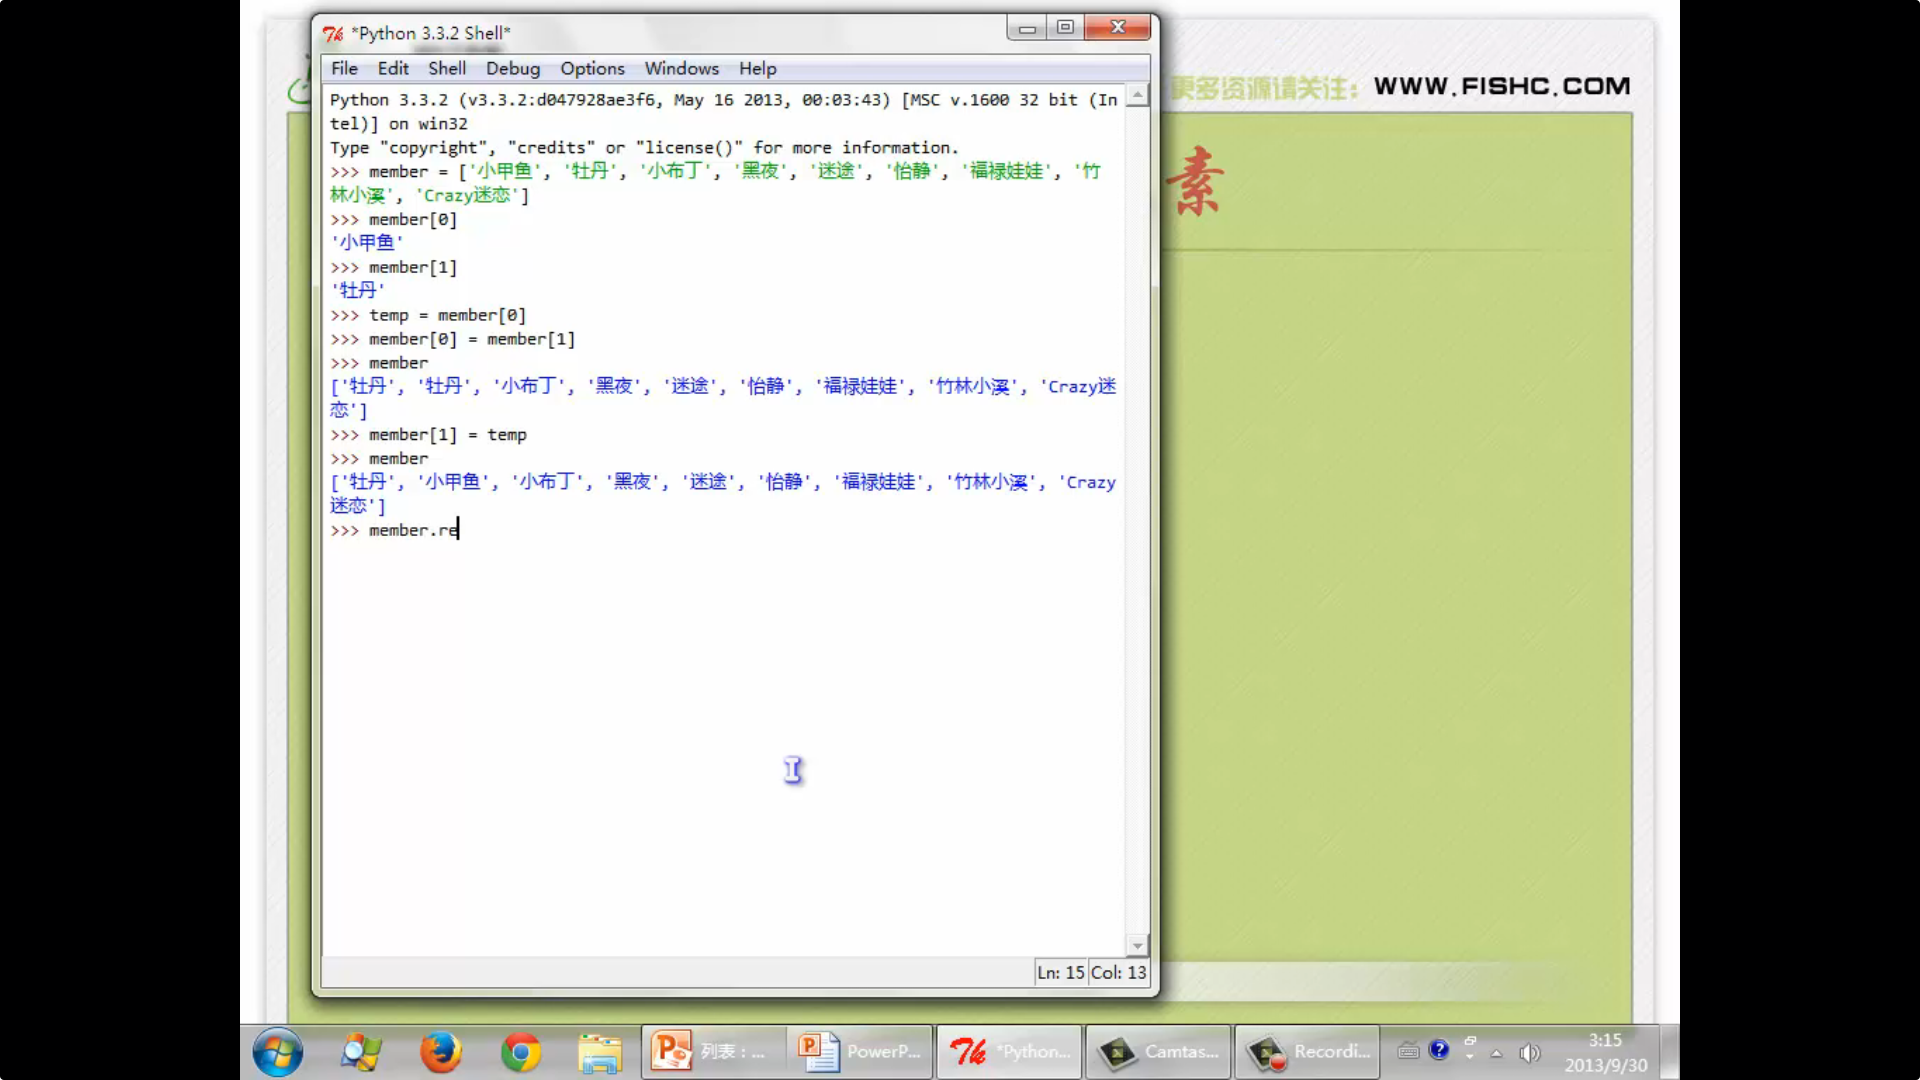 *Python 3.3.2 Shell*
File Edit Shell Debug Options Windows Help
更多资源请关注: WWW.FISHC.COM
素
Python 3.3.2 (v3.3.2:d047928ae3f6, May 16 2013, 00:03:43) [MSC v.1600 32 bit (In
tel)] on win32
Type "copyright", "credits" or "license()" for more information.
>>> member = ['小甲鱼', '牡丹', '小布丁', '黑夜', '迷途', '怡静', '福禄娃娃', '竹
林小溪', 'Crazy迷恋']
>>> member[0]
'小甲鱼'
>>> member[1]
'牡丹'
>>> temp = member[0]
>>> member[0] = member[1]
>>> member
['牡丹', '牡丹', '小布丁', '黑夜', '迷途', '怡静', '福禄娃娃', '竹林小溪', 'Crazy迷
恋']
>>> member[1] = temp
>>> member
['牡丹', '小甲鱼', '小布丁', '黑夜', '迷途', '怡静', '福禄娃娃', '竹林小溪', 'Crazy
迷恋']
>>> member.re
Ln: 15 Col: 13
列表：... PowerP... *Python... Camtas... Recordi...
3:15
2013/9/30